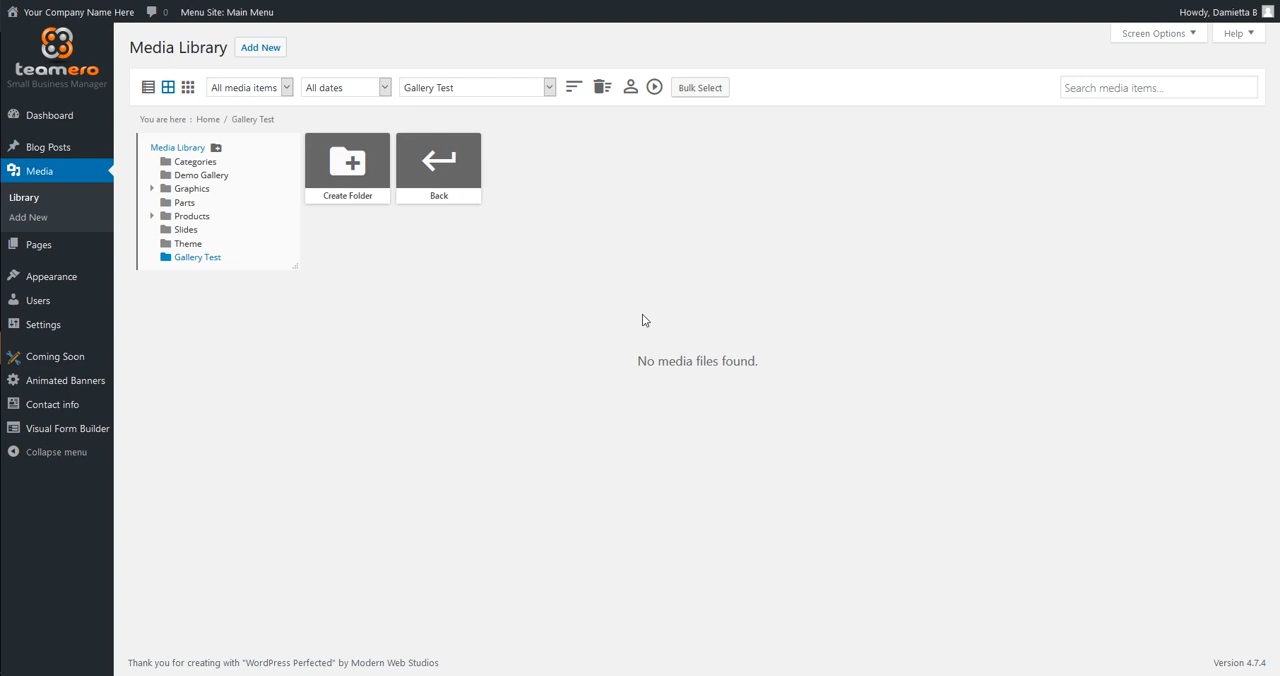 Your Company Name Here 0 Menu Site: Main Menu Howdy, Damietta B
teamero
Small Business Manager
Media Library Add New Screen Options Help
All media items All dates Gallery Test Bulk Select Search media items...
You are here : Home / Gallery Test
Dashboard
Blog Posts
Media
Library
Add New
Pages
Appearance
Users
Settings
Coming Soon
Animated Banners
Contact info
Visual Form Builder
Collapse menu
Media Library
Categories
Demo Gallery
Graphics
Parts
Products
Slides
Theme
Gallery Test
Create Folder Back
No media files found.
Thank you for creating with "WordPress Perfected" by Modern Web Studios Version 4.7.4